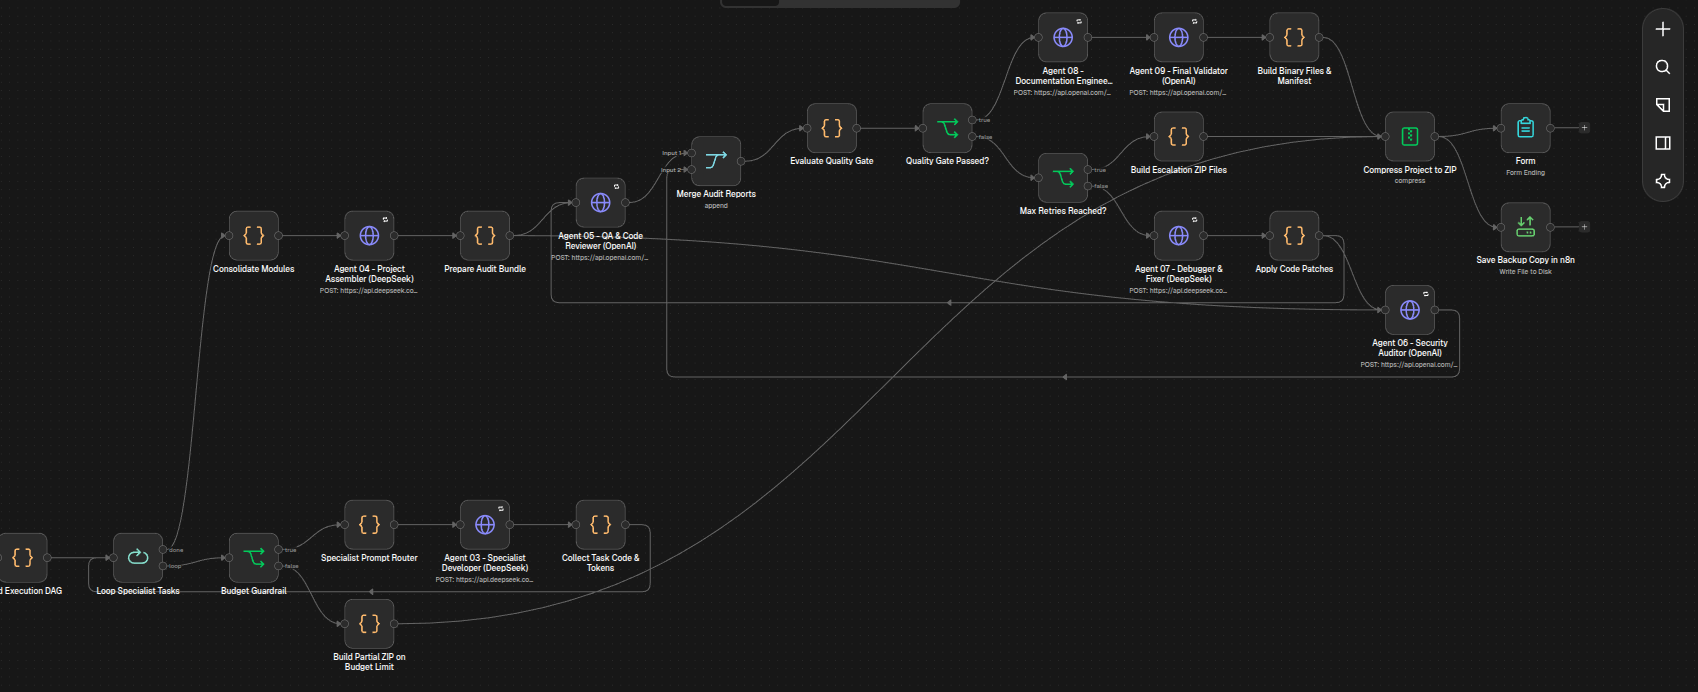 Agent 08 -
Documentation Enginee...
POST: https://api.openai.com/...
Agent 09 - Final Validator
(OpenAI)
POST: https://api.openai.com/...
Build Binary Files &
Manifest
Evaluate Quality Gate
true
false
Quality Gate Passed?
Build Escalation ZIP Files
Compress Project to ZIP
compress
Form
Form Ending
Input 1
Input 2
Merge Audit Reports
append
true
false
Max Retries Reached?
Consolidate Modules
Agent 04 - Project
Assembler (DeepSeek)
POST: https://api.deepseek.co...
Prepare Audit Bundle
Agent 05 - QA & Code
Reviewer (OpenAI)
POST: https://api.openai.com/...
Agent 07 - Debugger &
Fixer (DeepSeek)
POST: https://api.deepseek.co...
Apply Code Patches
Save Backup Copy in n8n
Write File to Disk
Agent 06 - Security
Auditor (OpenAI)
POST: https://api.openai.com/...
d Execution DAG
done
loop
Loop Specialist Tasks
true
false
Budget Guardrail
Specialist Prompt Router
Agent 03 - Specialist
Developer (DeepSeek)
POST: https://api.deepseek.co...
Collect Task Code &
Tokens
Build Partial ZIP on
Budget Limit